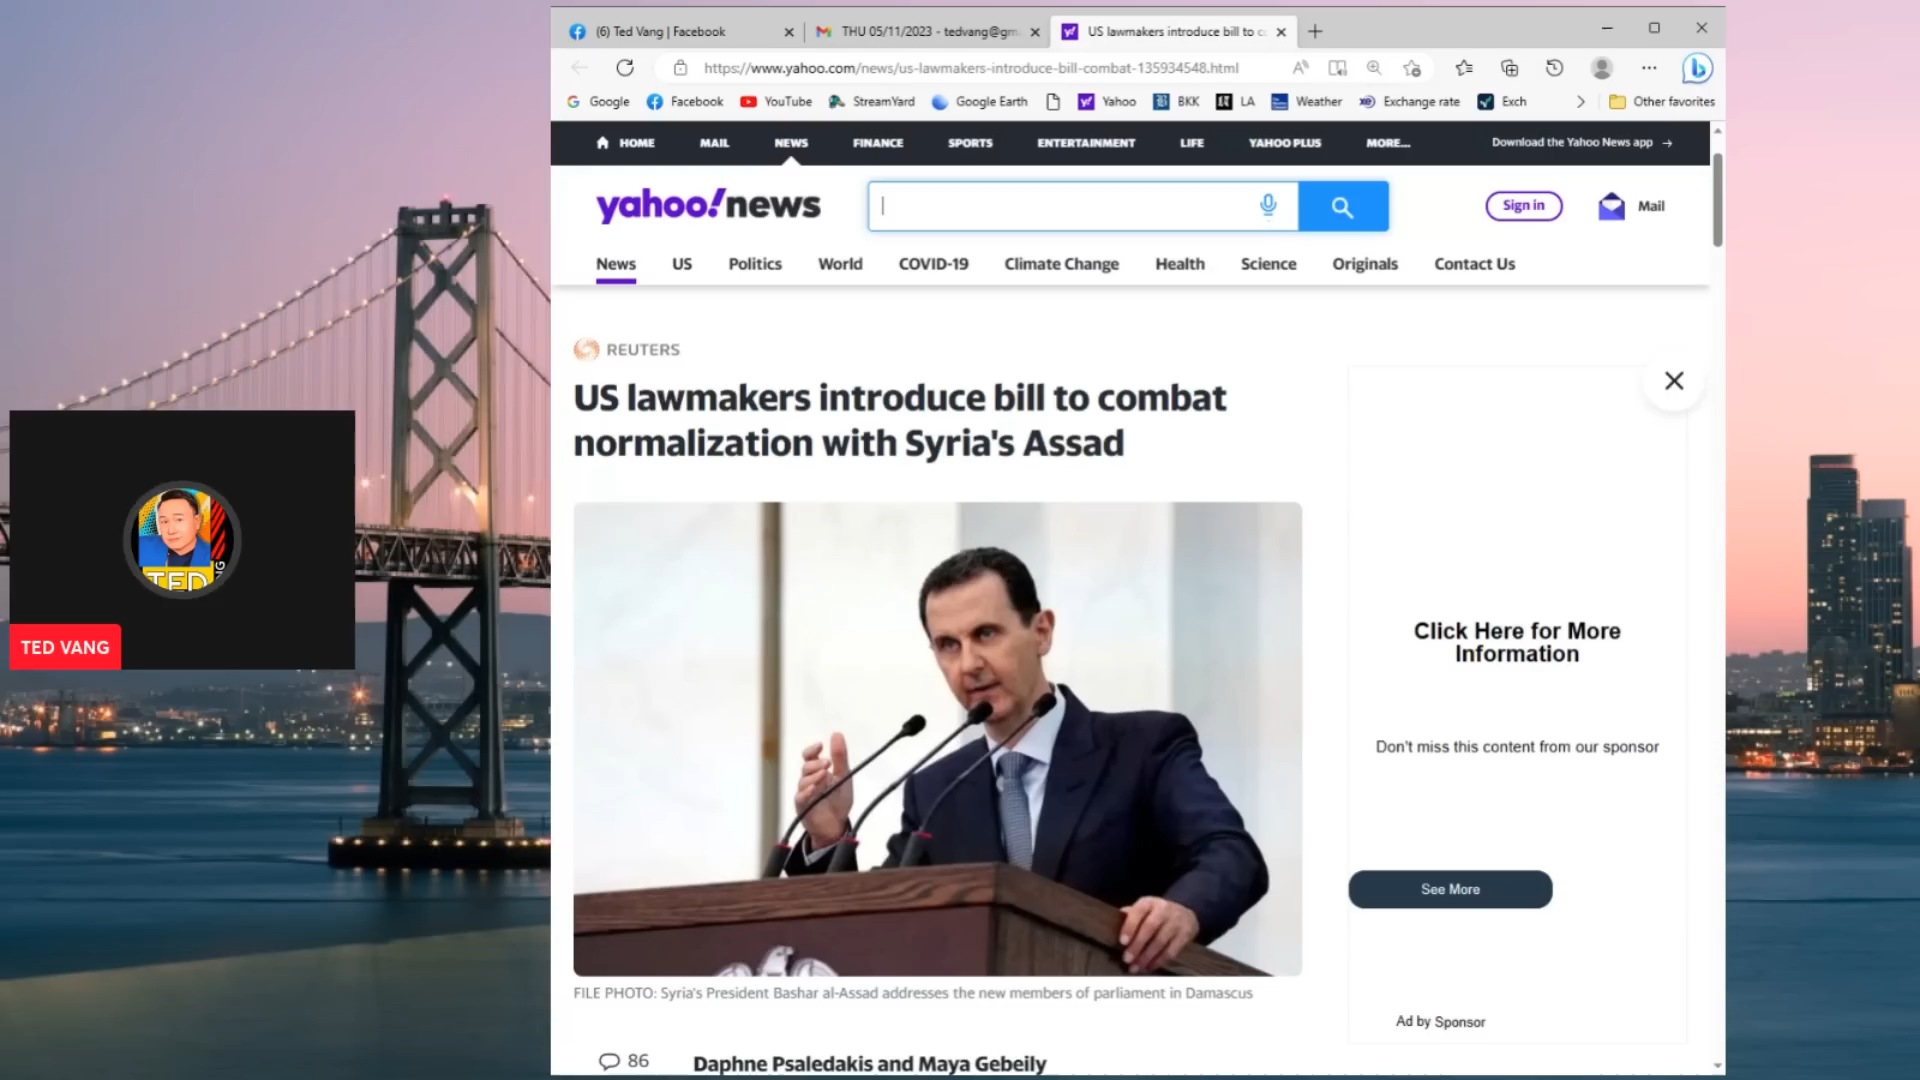 (6) Ted Vang | Facebook
THU 05/11/2023 - tedvang@gm
US lawmakers introduce bill to c
https://www.yahoo.com/news/us-lawmakers-introduce-bill-combat-135934548.html
Google
Facebook
YouTube
StreamYard
Google Earth
Yahoo
BKK
LA
Weather
Exchange rate
Exch
Other favorites
HOME
MAIL
NEWS
FINANCE
SPORTS
ENTERTAINMENT
LIFE
YAHOO PLUS
MORE...
Download the Yahoo News app →
yahoo!news
Sign in
Mail
News
US
Politics
World
COVID-19
Climate Change
Health
Science
Originals
Contact Us
REUTERS
US lawmakers introduce bill to combat
normalization with Syria's Assad
TED
NG
TED VANG
Click Here for More
Information
Don't miss this content from our sponsor
See More
Ad by Sponsor
FILE PHOTO: Syria's President Bashar al-Assad addresses the new members of parliament in Damascus
86
Daphne Psaledakis and Maya Gebeily